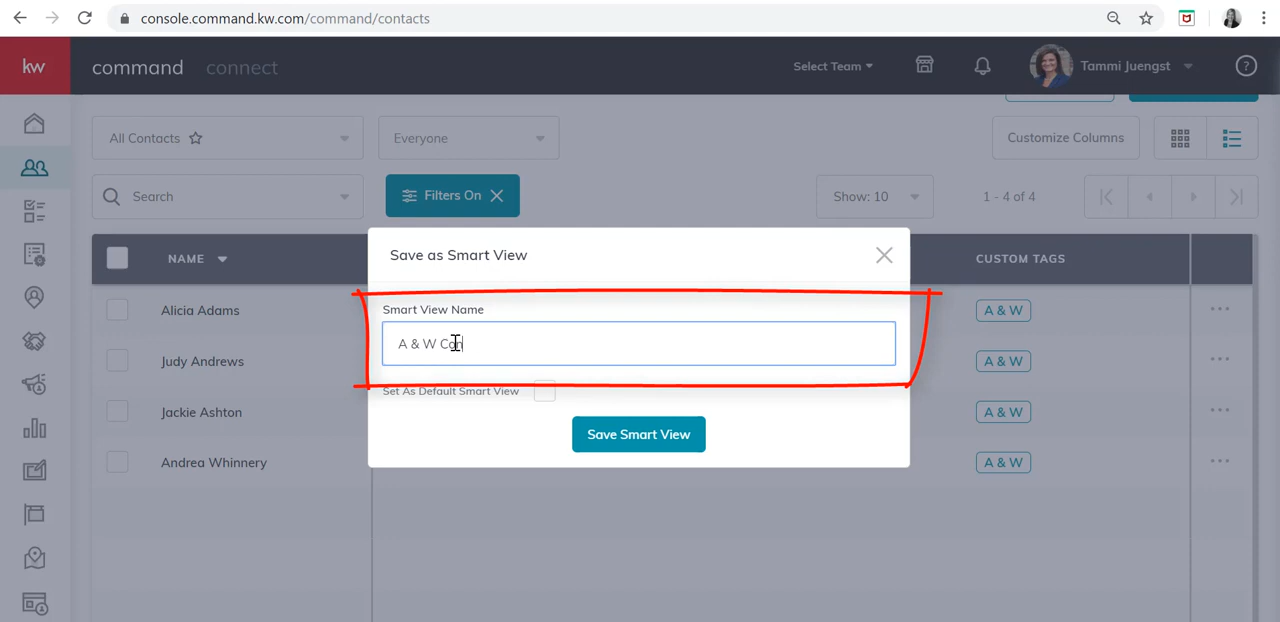 console.command.kw.com/command/contacts
kw command connect Select Team Tammi Juengst ?
All Contacts Everyone Customize Columns
Search Filters On Show: 10 1 - 4 of 4
NAME CUSTOM TAGS
Save as Smart View
Smart View Name
A & W Con
Set As Default Smart View
Save Smart View
Alicia Adams A & W
Judy Andrews A & W
Jackie Ashton A & W
Andrea Whinnery A & W